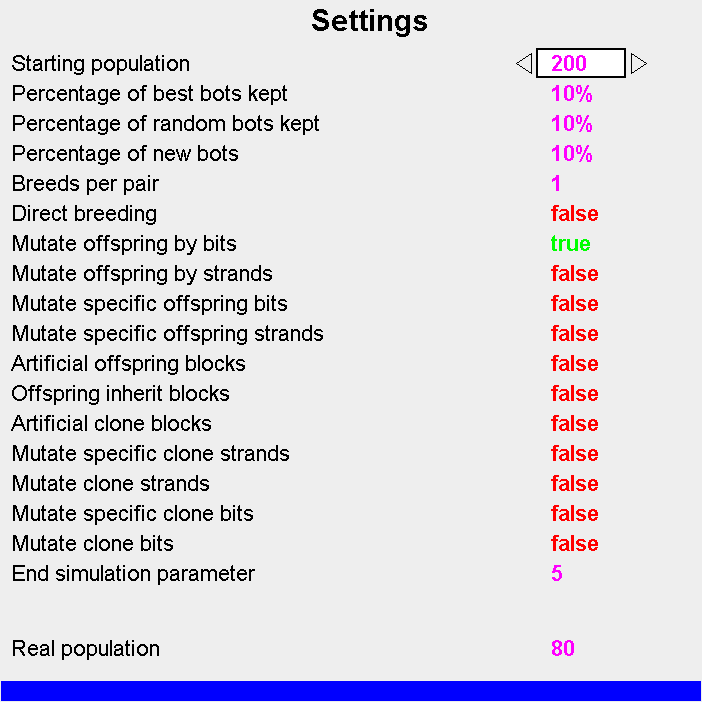 Settings
Starting population 200
Percentage of best bots kept 10%
Percentage of random bots kept 10%
Percentage of new bots 10%
Breeds per pair 1
Direct breeding false
Mutate offspring by bits true
Mutate offspring by strands false
Mutate specific offspring bits false
Mutate specific offspring strands false
Artificial offspring blocks false
Offspring inherit blocks false
Artificial clone blocks false
Mutate specific clone strands false
Mutate clone strands false
Mutate specific clone bits false
Mutate clone bits false
End simulation parameter 5
Real population 80